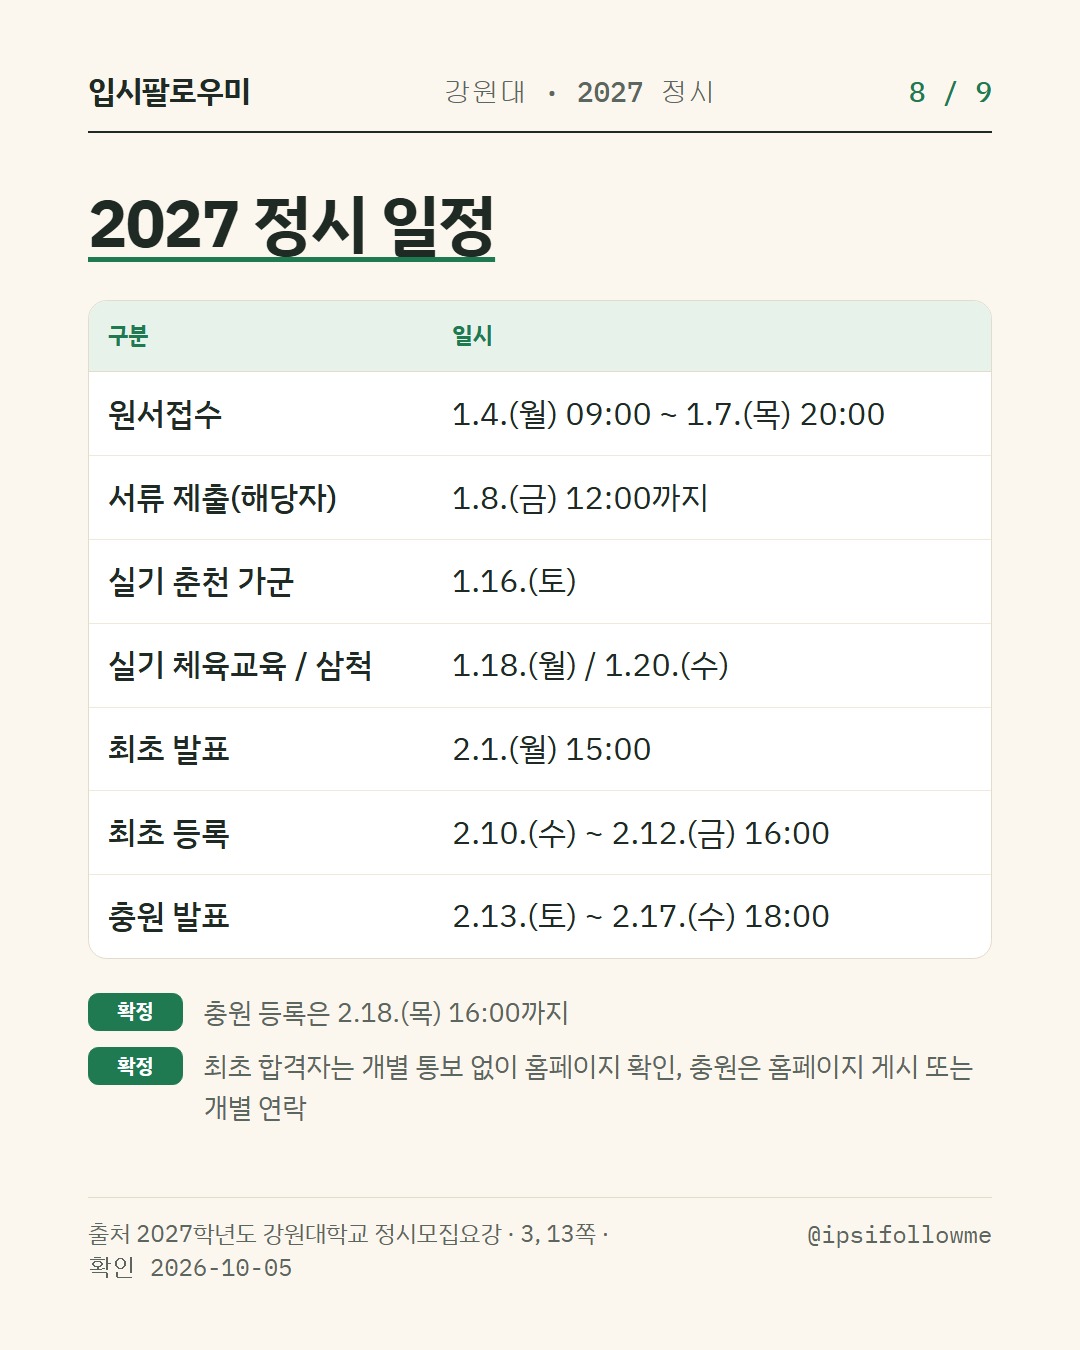 입시팔로우미
강원대 · 2027 정시
8 / 9
2027 정시 일정
구분 일시
원서접수 1.4.(월) 09:00 ~ 1.7.(목) 20:00
서류 제출(해당자) 1.8.(금) 12:00까지
실기 춘천 가군 1.16.(토)
실기 체육교육 / 삼척 1.18.(월) / 1.20.(수)
최초 발표 2.1.(월) 15:00
최초 등록 2.10.(수) ~ 2.12.(금) 16:00
충원 발표 2.13.(토) ~ 2.17.(수) 18:00
확정 충원 등록은 2.18.(목) 16:00까지
확정 최초 합격자는 개별 통보 없이 홈페이지 확인, 충원은 홈페이지 게시 또는
개별 연락
출처 2027학년도 강원대학교 정시모집요강 · 3, 13쪽 ·
확인 2026-10-05
@ipsifollowme